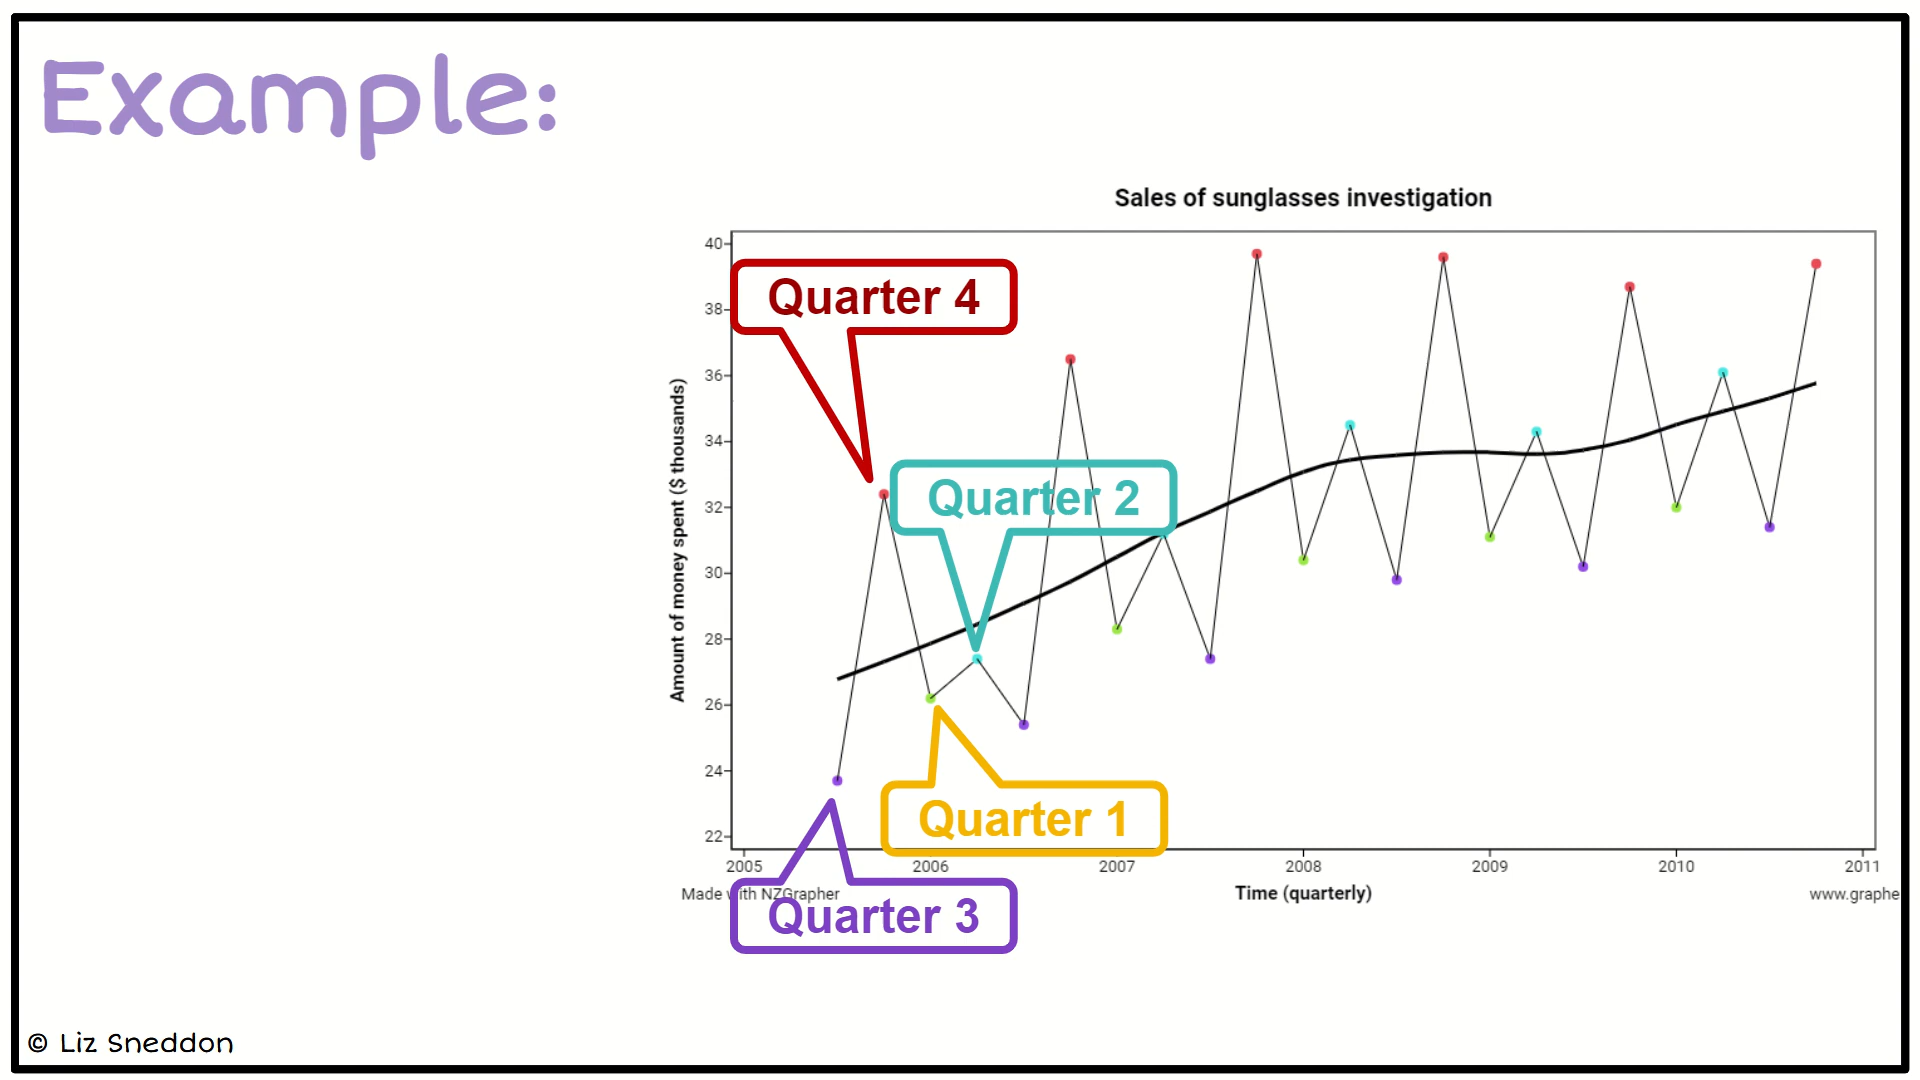 Example:
Sales of sunglasses investigation
40
38
36
34
32
30
28
26
24
22
Amount of money spent ($ thousands)
Quarter 4
Quarter 2
Quarter 1
Quarter 3
2005 2006 2007 2008 2009 2010 2011
Made with NZGrapher
Time (quarterly)
www.graphe
© Liz Sneddon